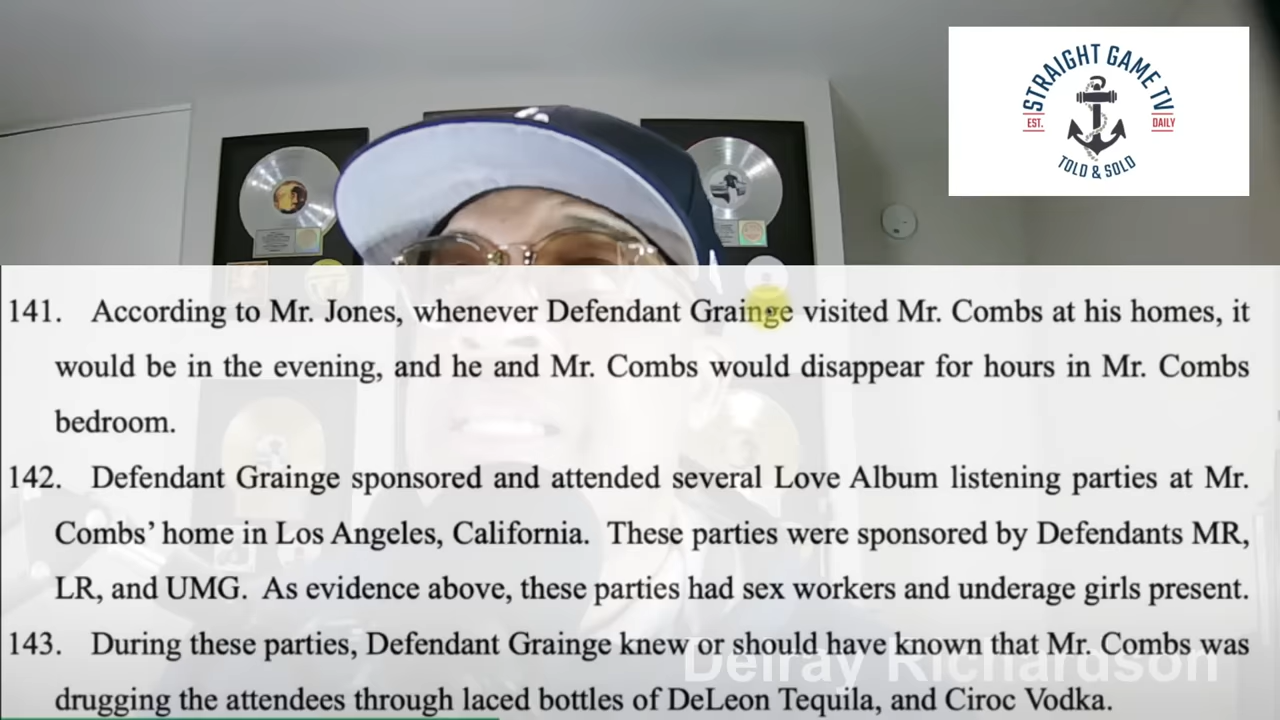 STRAIGHT GAME TV
EST.
DAILY
TOLD & SOLD
141. According to Mr. Jones, whenever Defendant Grainge visited Mr. Combs at his homes, it
would be in the evening, and he and Mr. Combs would disappear for hours in Mr. Combs
bedroom.
142. Defendant Grainge sponsored and attended several Love Album listening parties at Mr.
Combs’ home in Los Angeles, California. These parties were sponsored by Defendants MR,
LR, and UMG. As evidence above, these parties had sex workers and underage girls present.
143. During these parties, Defendant Grainge knew or should have known that Mr. Combs was
Delray Richardson
drugging the attendees through laced bottles of DeLeon Tequila, and Ciroc Vodka.